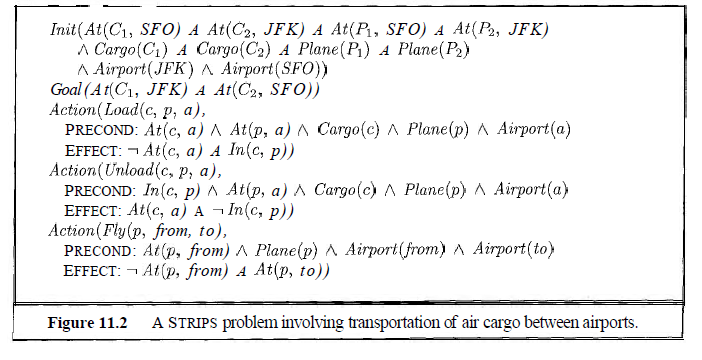 Init(At(C₁, SFO) ∧ At(C₂, JFK) ∧ At(P₁, SFO) ∧ At(P₂, JFK)
∧ Cargo(C₁) ∧ Cargo(C₂) ∧ Plane(P₁) ∧ Plane(P₂)
∧ Airport(JFK) ∧ Airport(SFO))
Goal(At(C₁, JFK) ∧ At(C₂, SFO))
Action(Load(c, p, a),
PRECOND: At(c, a) ∧ At(p, a) ∧ Cargo(c) ∧ Plane(p) ∧ Airport(a)
EFFECT: ¬ At(c, a) ∧ In(c, p))
Action(Unload(c, p, a),
PRECOND: In(c, p) ∧ At(p, a) ∧ Cargo(c) ∧ Plane(p) ∧ Airport(a)
EFFECT: At(c, a) ∧ ¬ In(c, p))
Action(Fly(p, from, to),
PRECOND: At(p, from) ∧ Plane(p) ∧ Airport(from) ∧ Airport(to)
EFFECT: ¬ At(p, from) ∧ At(p, to))
Figure 11.2 A STRIPS problem involving transportation of air cargo between airports.